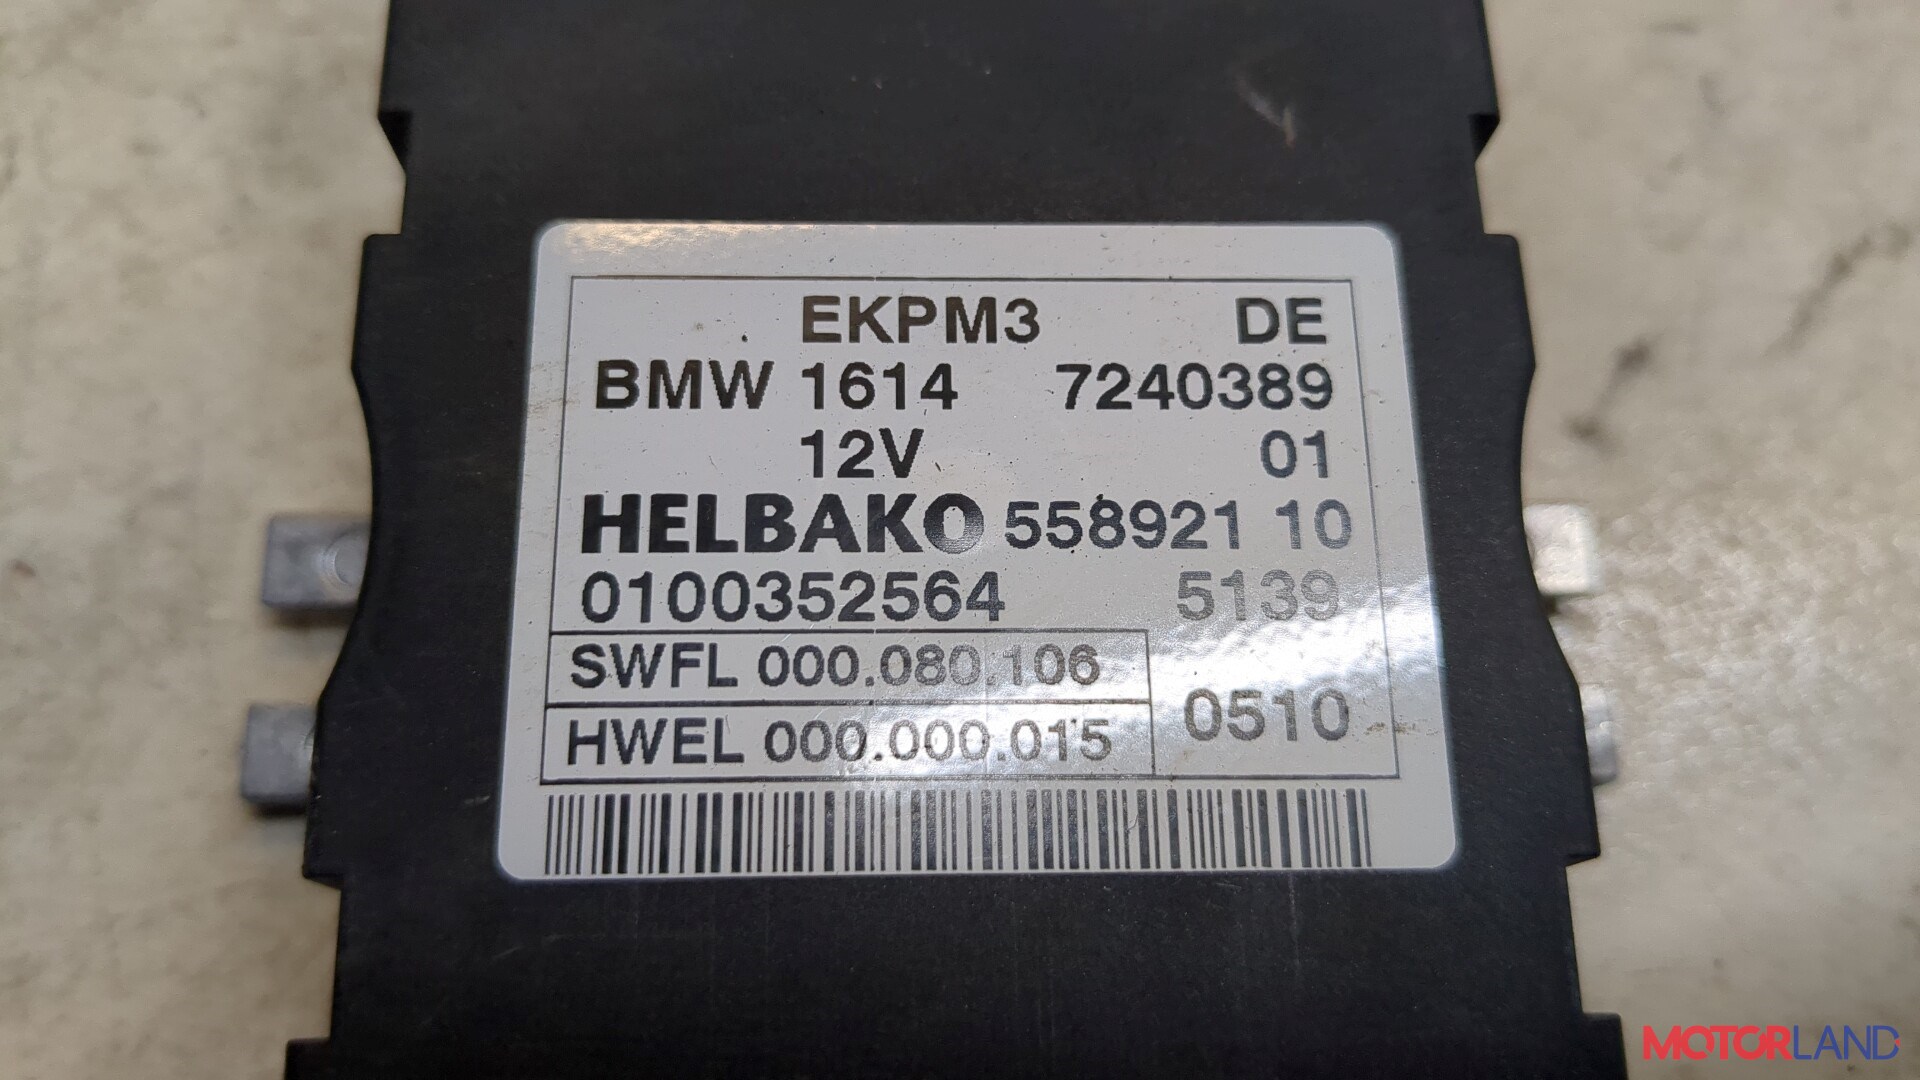 EKPM3 DE
BMW 1614 7240389
12V 01
HELBAKO 558921 10
0100352564 5139
SWFL 000.080.106
0510
HWEL 000.000.015
MOTORLAND